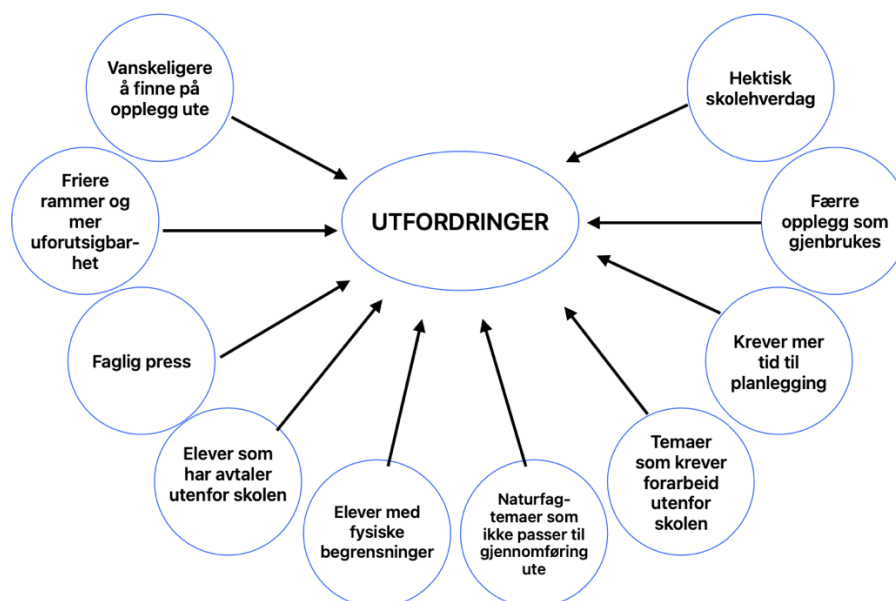 Vanskeligere
å finne på
opplegg ute
Hektisk
skolehverdag
Friere
rammer og
mer
uforutsigbar-
het
UTFORDRINGER
Færre
opplegg som
gjenbrukes
Faglig press
Krever mer
tid til
planlegging
Elever som
har avtaler
utenfor skolen
Elever med
fysiske
begrensninger
Naturfag-
temaer som
ikke passer til
gjennomføring
ute
Temaer
som krever
forarbeid
utenfor
skolen